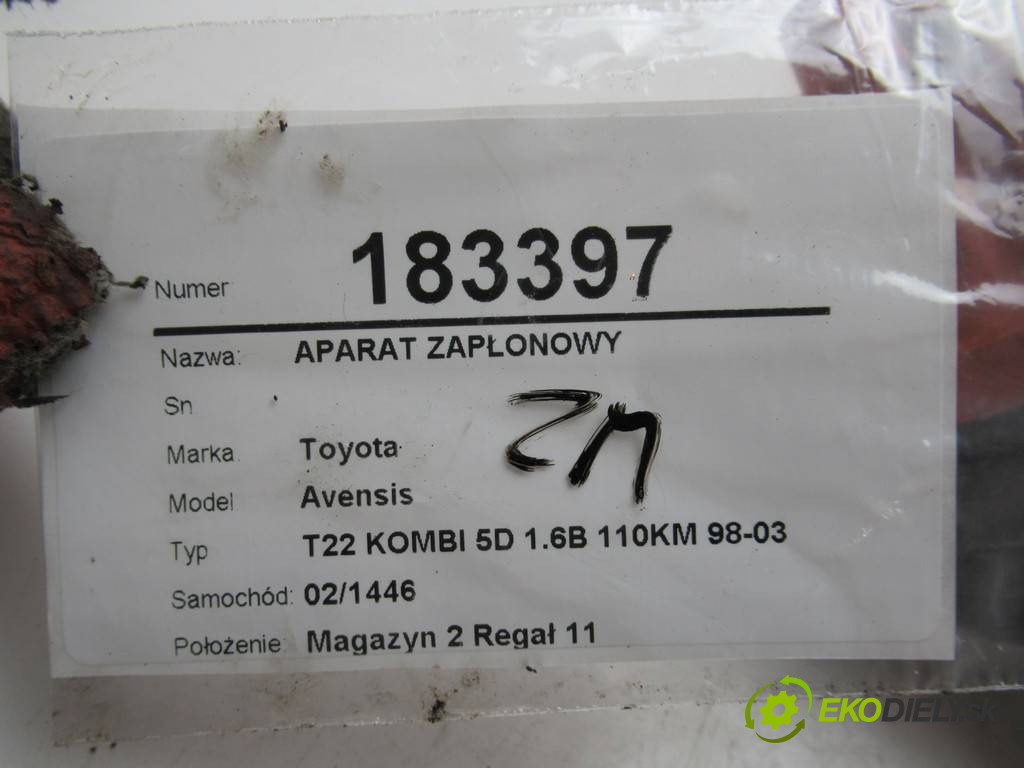 Numer 183397
Nazwa: APARAT ZAPŁONOWY
Sn
ZM
Marka Toyota
Model Avensis
Typ T22 KOMBI 5D 1.6B 110KM 98-03
Samochód: 02/1446
Położenie: Magazyn 2 Regał 11